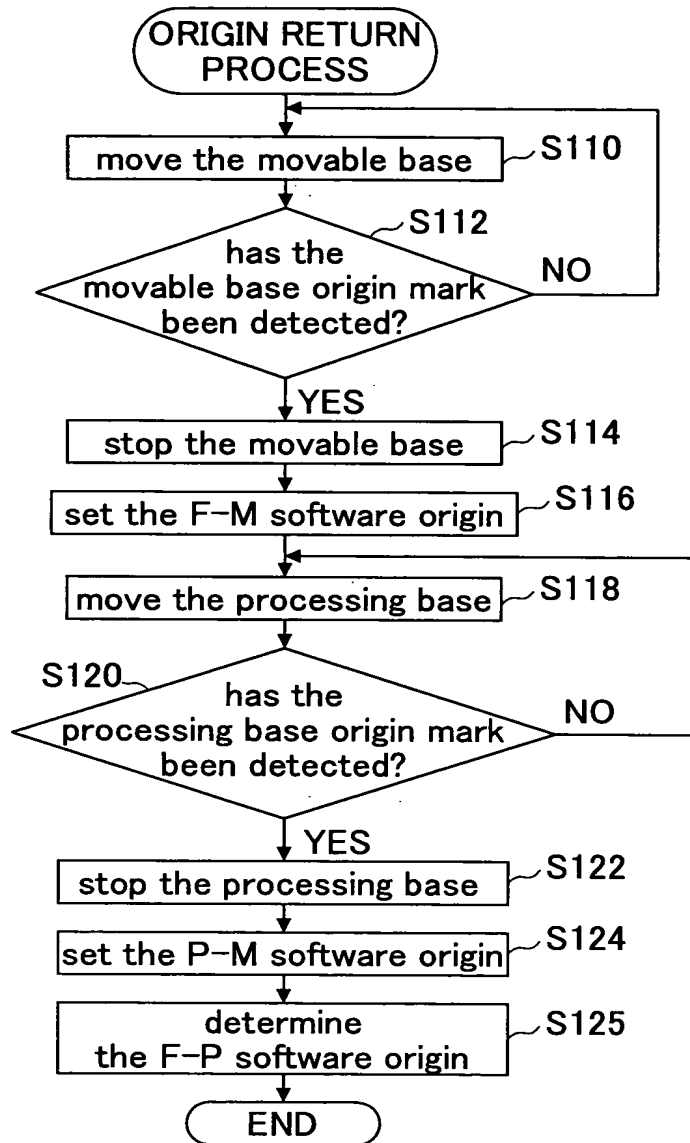 ORIGIN RETURN
PROCESS
move the movable base
S110
S112
has the
movable base origin mark
been detected?
NO
YES
stop the movable base
S114
set the F-M software origin
S116
move the processing base
S118
S120
has the
processing base origin mark
been detected?
NO
YES
stop the processing base
S122
set the P-M software origin
S124
determine
the F-P software origin
S125
END